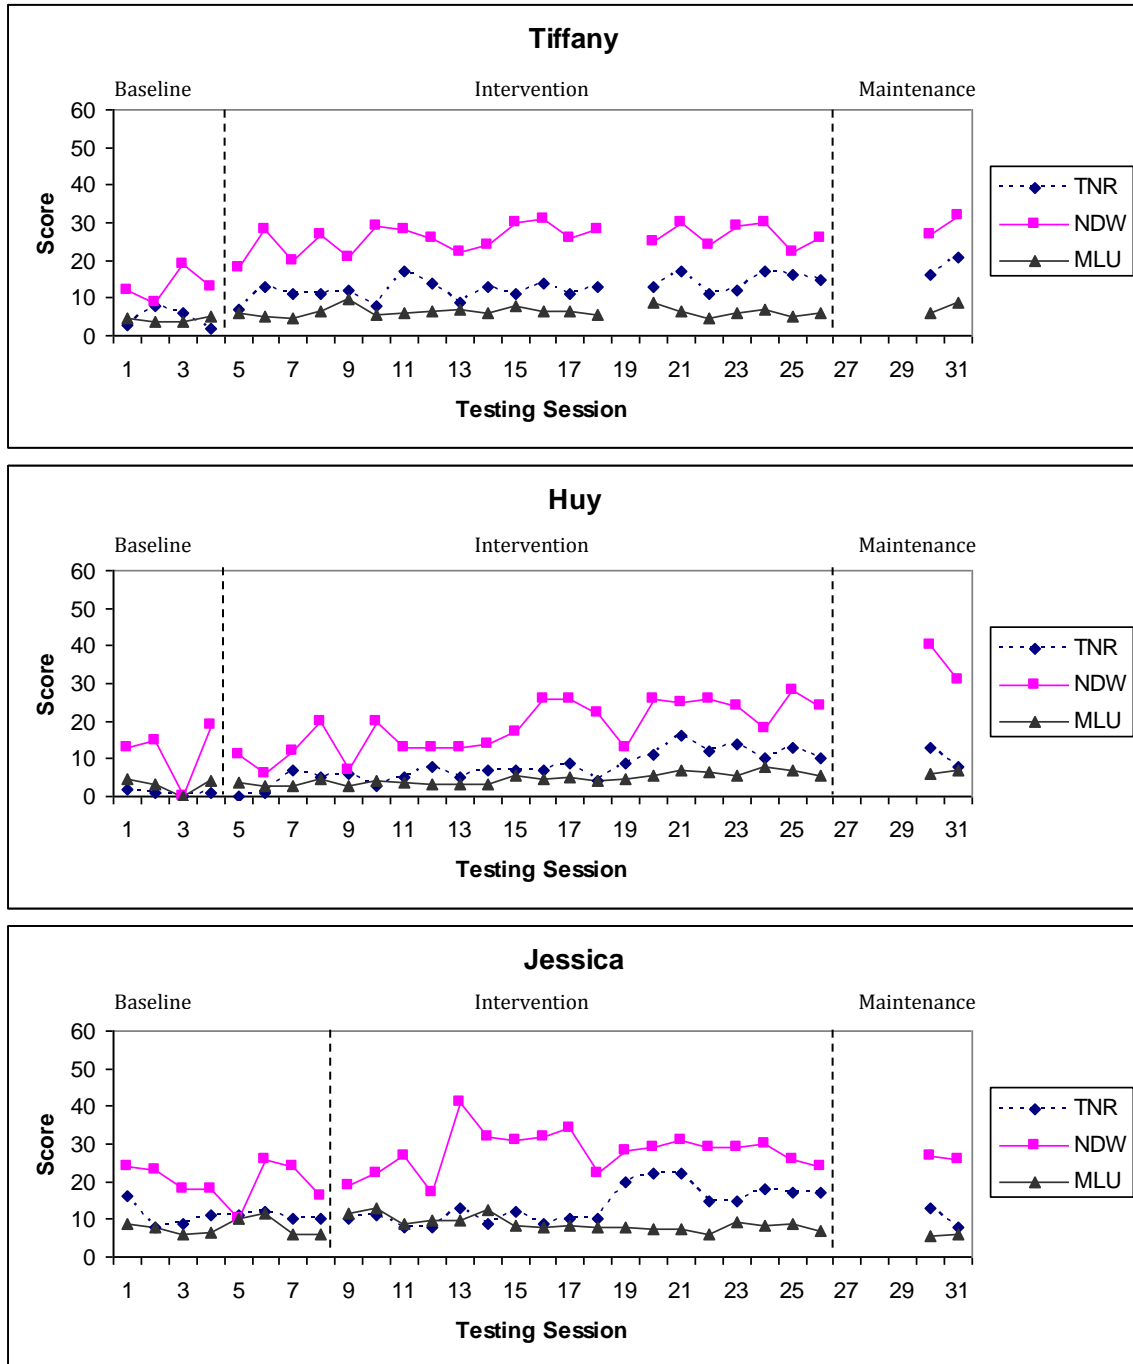 Tiffany
Baseline Intervention Maintenance
60
50
40
30
20
10
0
Score
1 3 5 7 9 11 13 15 17 19 21 23 25 27 29 31
Testing Session
TNR
NDW
MLU
Huy
Baseline Intervention Maintenance
60
50
40
30
20
10
0
Score
1 3 5 7 9 11 13 15 17 19 21 23 25 27 29 31
Testing Session
TNR
NDW
MLU
Jessica
Baseline Intervention Maintenance
60
50
40
30
20
10
0
Score
1 3 5 7 9 11 13 15 17 19 21 23 25 27 29 31
Testing Session
TNR
NDW
MLU